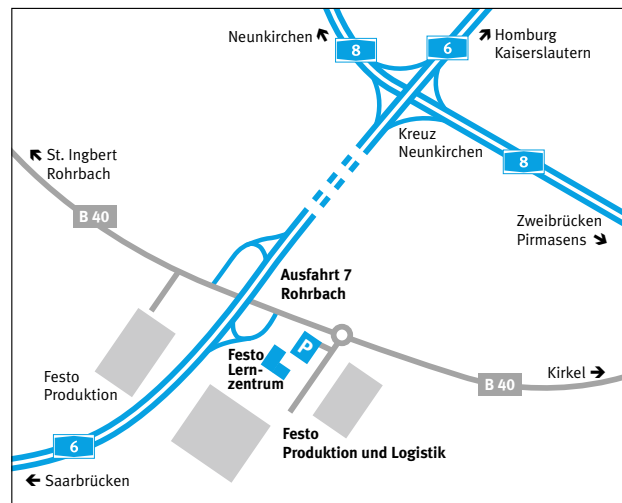 Neunkirchen
8
6
Homburg
Kaiserslautern
Kreuz
Neunkirchen
8
St. Ingbert
Rohrbach
B 40
Zweibrücken
Pirmasens
Ausfahrt 7
Rohrbach
P
Festo
Lern-
zentrum
Festo
Produktion
Kirkel
B 40
Festo
Produktion und Logistik
6
Saarbrücken